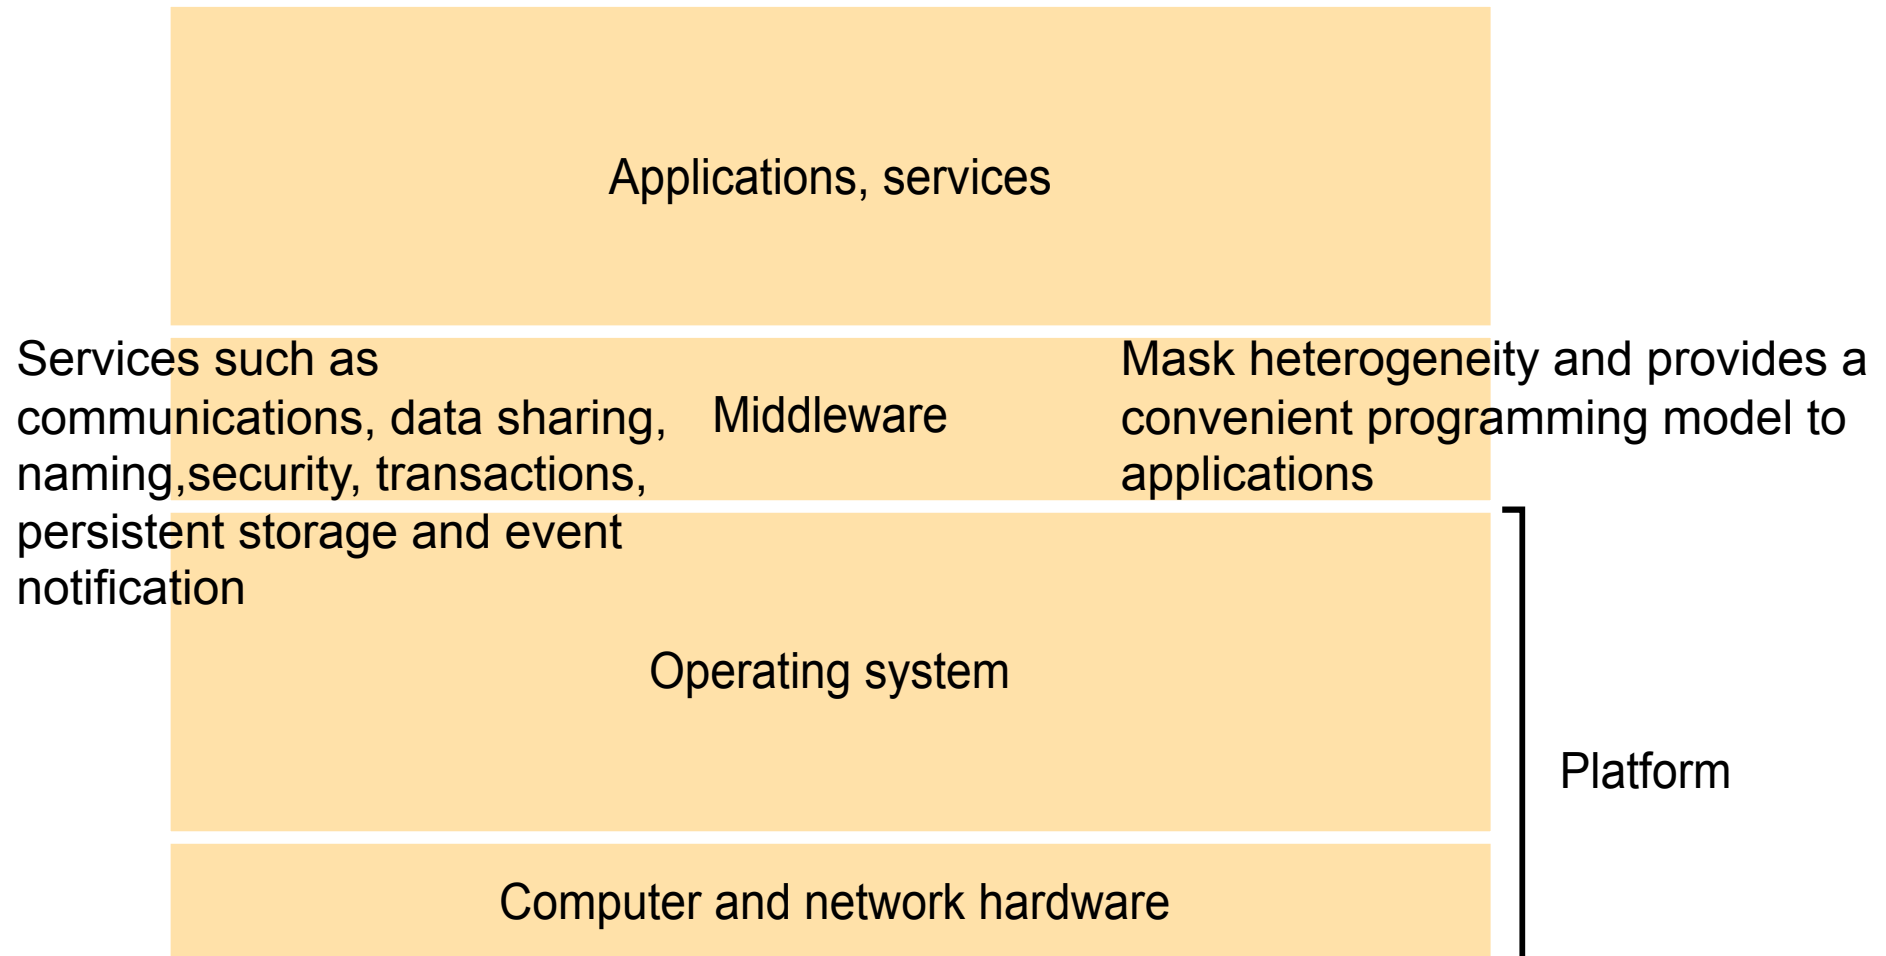 Applications, services
Services such as
communications, data sharing,
naming,security, transactions,
persistent storage and event
notification
Middleware
Mask heterogeneity and provides a
convenient programming model to
applications
Operating system
Platform
Computer and network hardware